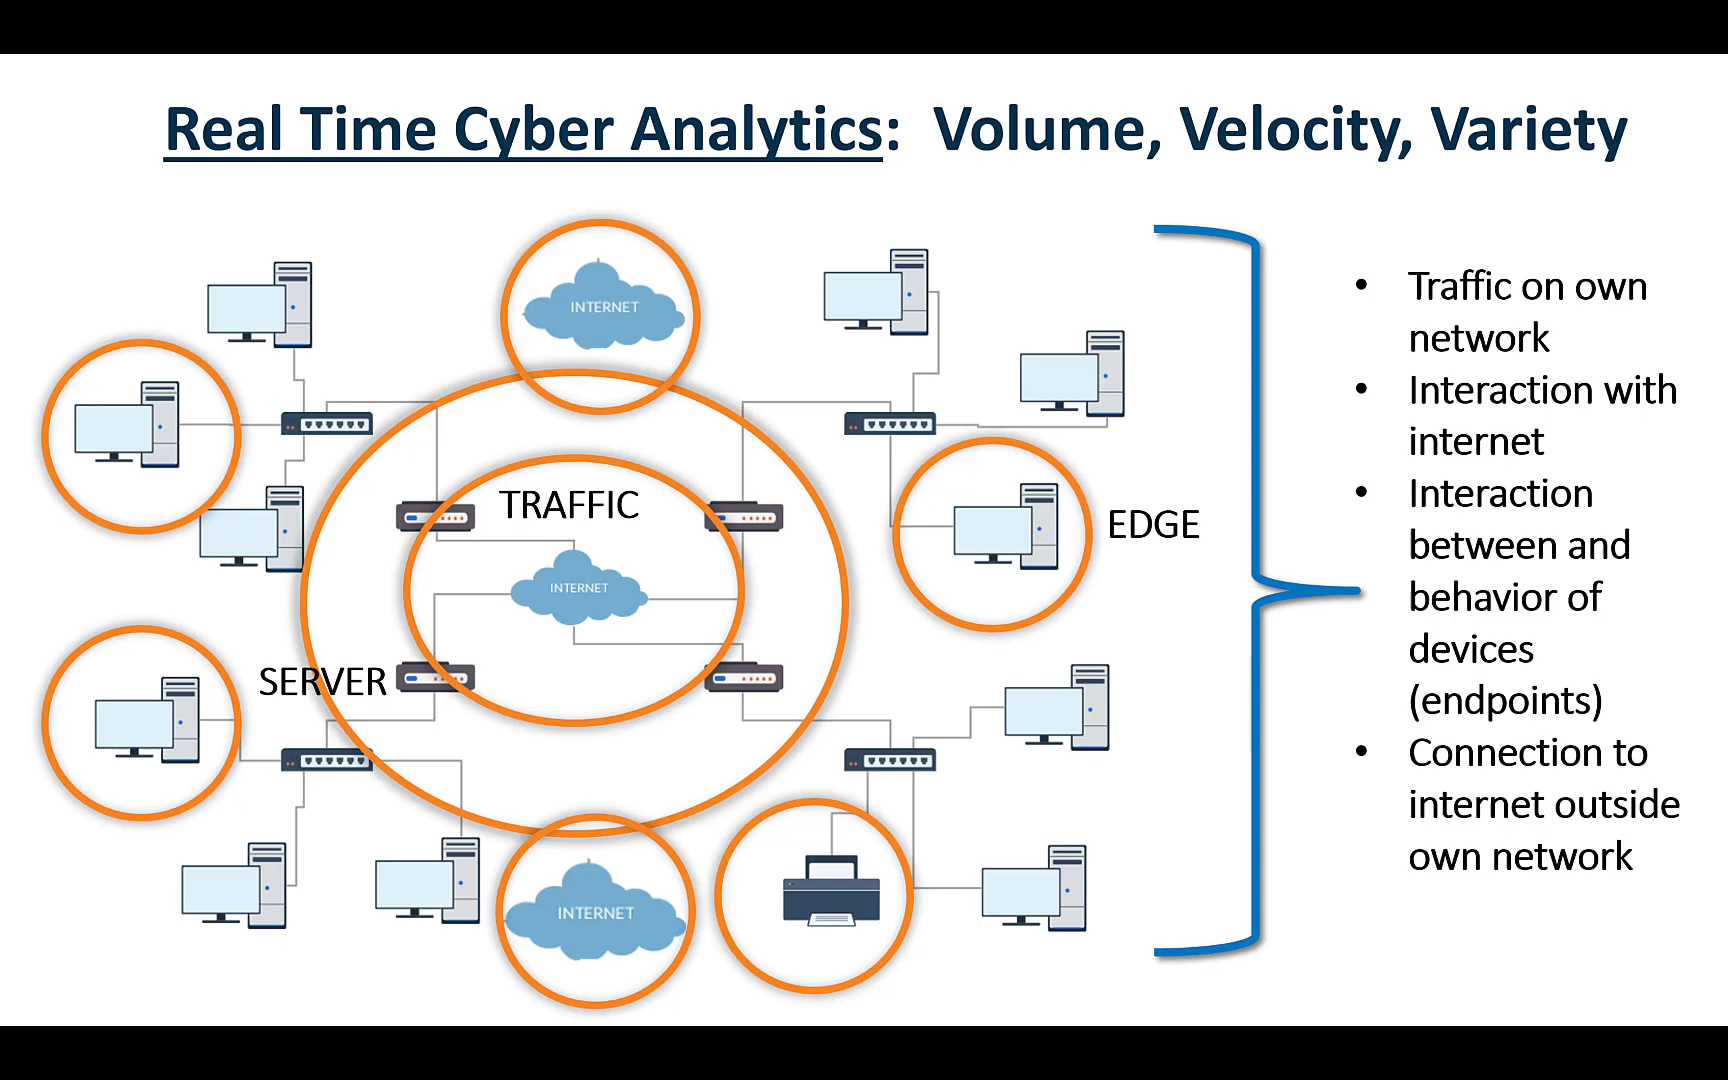 Real Time Cyber Analytics: Volume, Velocity, Variety
INTERNET
TRAFFIC
INTERNET
EDGE
SERVER
INTERNET
• Traffic on own
network
• Interaction with
internet
• Interaction
between and
behavior of
devices
(endpoints)
• Connection to
internet outside
own network